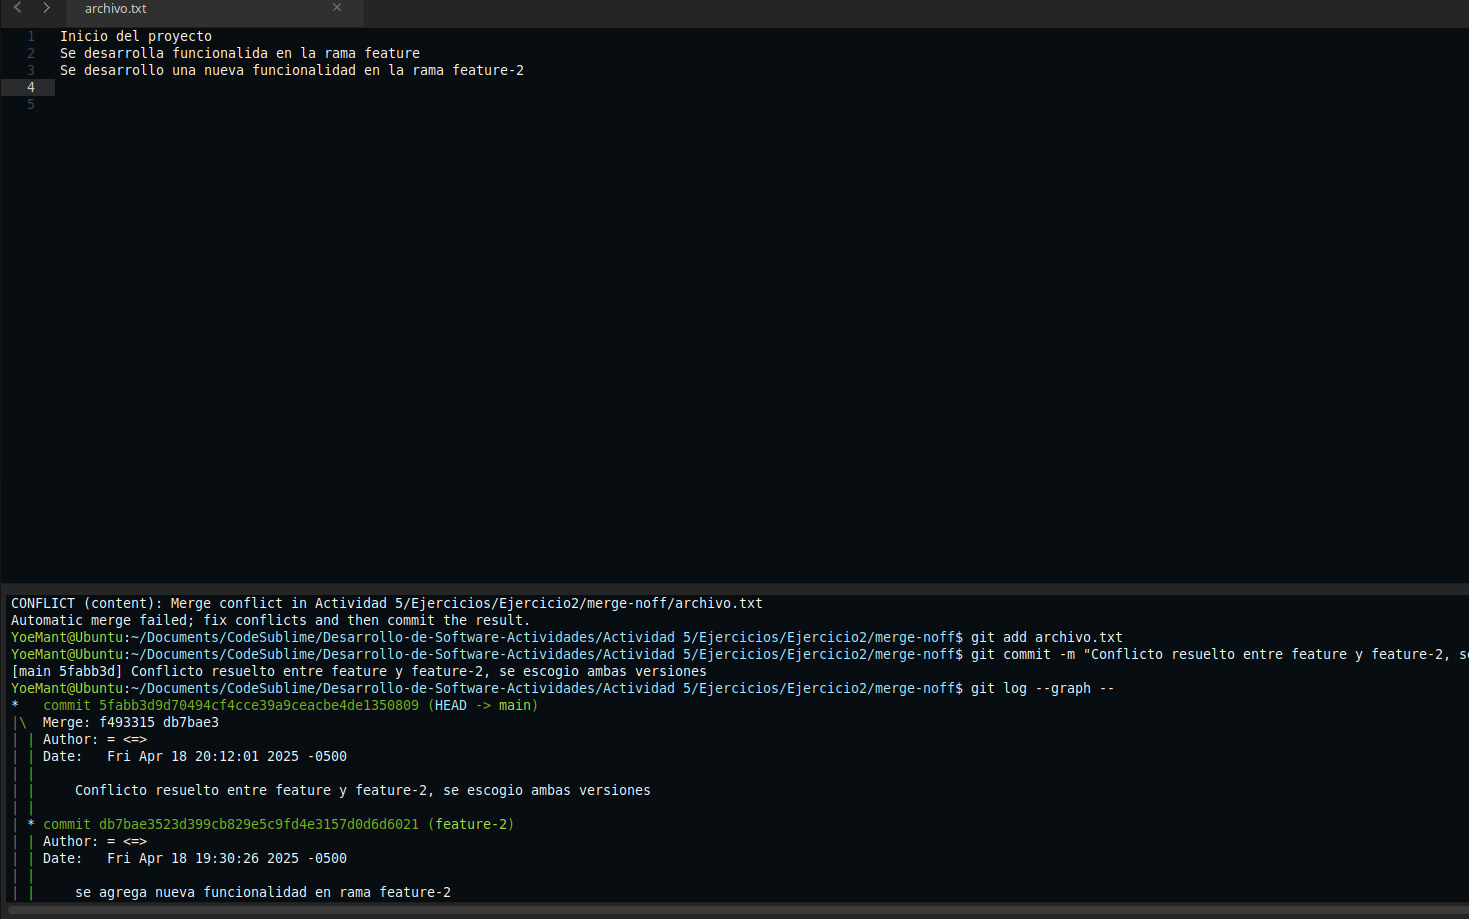 archivo.txt
1 Inicio del proyecto
2 Se desarrolla funcionalida en la rama feature
3 Se desarrollo una nueva funcionalidad en la rama feature-2
4
5
CONFLICT (content): Merge conflict in Actividad 5/Ejercicios/Ejercicio2/merge-noff/archivo.txt
Automatic merge failed; fix conflicts and then commit the result.
YoeMant@Ubuntu:~/Documents/CodeSublime/Desarrollo-de-Software-Actividades/Actividad 5/Ejercicios/Ejercicio2/merge-noff$ git add archivo.txt
YoeMant@Ubuntu:~/Documents/CodeSublime/Desarrollo-de-Software-Actividades/Actividad 5/Ejercicios/Ejercicio2/merge-noff$ git commit -m "Conflicto resuelto entre feature y feature-2, s
[main 5fabb3d] Conflicto resuelto entre feature y feature-2, se escogio ambas versiones
YoeMant@Ubuntu:~/Documents/CodeSublime/Desarrollo-de-Software-Actividades/Actividad 5/Ejercicios/Ejercicio2/merge-noff$ git log --graph --
*   commit 5fabb3d9d70494cf4cce39a9ceacbe4de1350809 (HEAD -> main)
|\  Merge: f493315 db7bae3
| | Author: = <=>
| | Date:   Fri Apr 18 20:12:01 2025 -0500
| |
| |     Conflicto resuelto entre feature y feature-2, se escogio ambas versiones
| |
| * commit db7bae3523d399cb829e5c9fd4e3157d0d6d6021 (feature-2)
| | Author: = <=>
| | Date:   Fri Apr 18 19:30:26 2025 -0500
| |
| |     se agrega nueva funcionalidad en rama feature-2